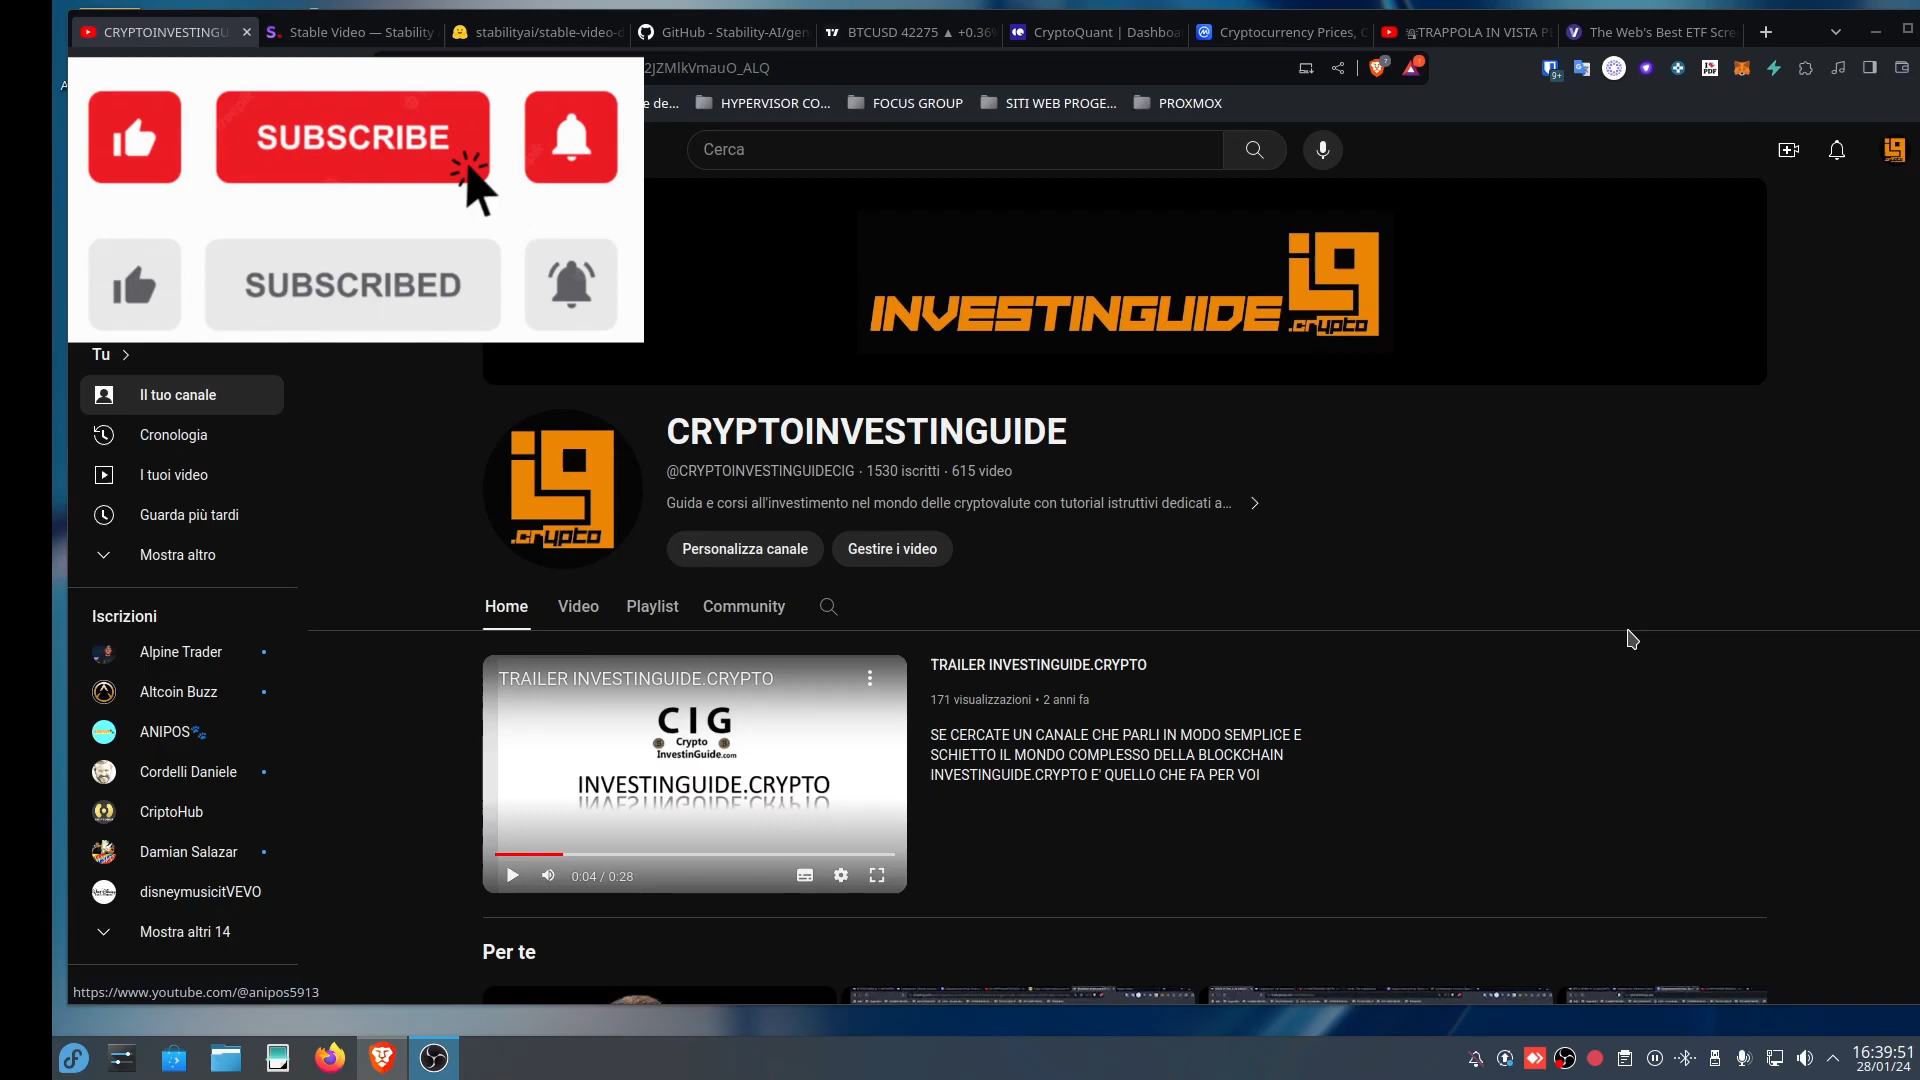 CRYPTOINVESTINGU
Stable Video — Stability
stabilityai/stable-video-d
GitHub - Stability-AI/gen
BTCUSD 42275 ▲ +0.36%
CryptoQuant | Dashboa
Cryptocurrency Prices, C
TRAPPOLA IN VISTA P
The Web's Best ETF Scre
2JZMlkVmauO_ALQ
7
1
9+
PDF
e de...
HYPERVISOR CO...
FOCUS GROUP
SITI WEB PROGE...
PROXMOX
SUBSCRIBE
SUBSCRIBED
Cerca
INVESTINGUIDE
.crypto
Tu
Il tuo canale
Cronologia
I tuoi video
Guarda più tardi
Mostra altro
Iscrizioni
Alpine Trader
Altcoin Buzz
ANIPOS🐾
Cordelli Daniele
CriptoHub
Damian Salazar
disneymusicitVEVO
Mostra altri 14
.crypto
CRYPTOINVESTINGUIDE
@CRYPTOINVESTINGUIDECIG · 1530 iscritti · 615 video
Guida e corsi all'investimento nel mondo delle cryptovalute con tutorial istruttivi dedicati a...
Personalizza canale
Gestire i video
Home
Video
Playlist
Community
TRAILER INVESTINGUIDE.CRYPTO
CIG
Crypto
InvestinGuide.com
INVESTINGUIDE.CRYPTO
0:04 / 0:28
TRAILER INVESTINGUIDE.CRYPTO
171 visualizzazioni • 2 anni fa
SE CERCATE UN CANALE CHE PARLI IN MODO SEMPLICE E
SCHIETTO IL MONDO COMPLESSO DELLA BLOCKCHAIN
INVESTINGUIDE.CRYPTO E' QUELLO CHE FA PER VOI
Per te
https://www.youtube.com/@anipos5913
16:39:51
28/01/24